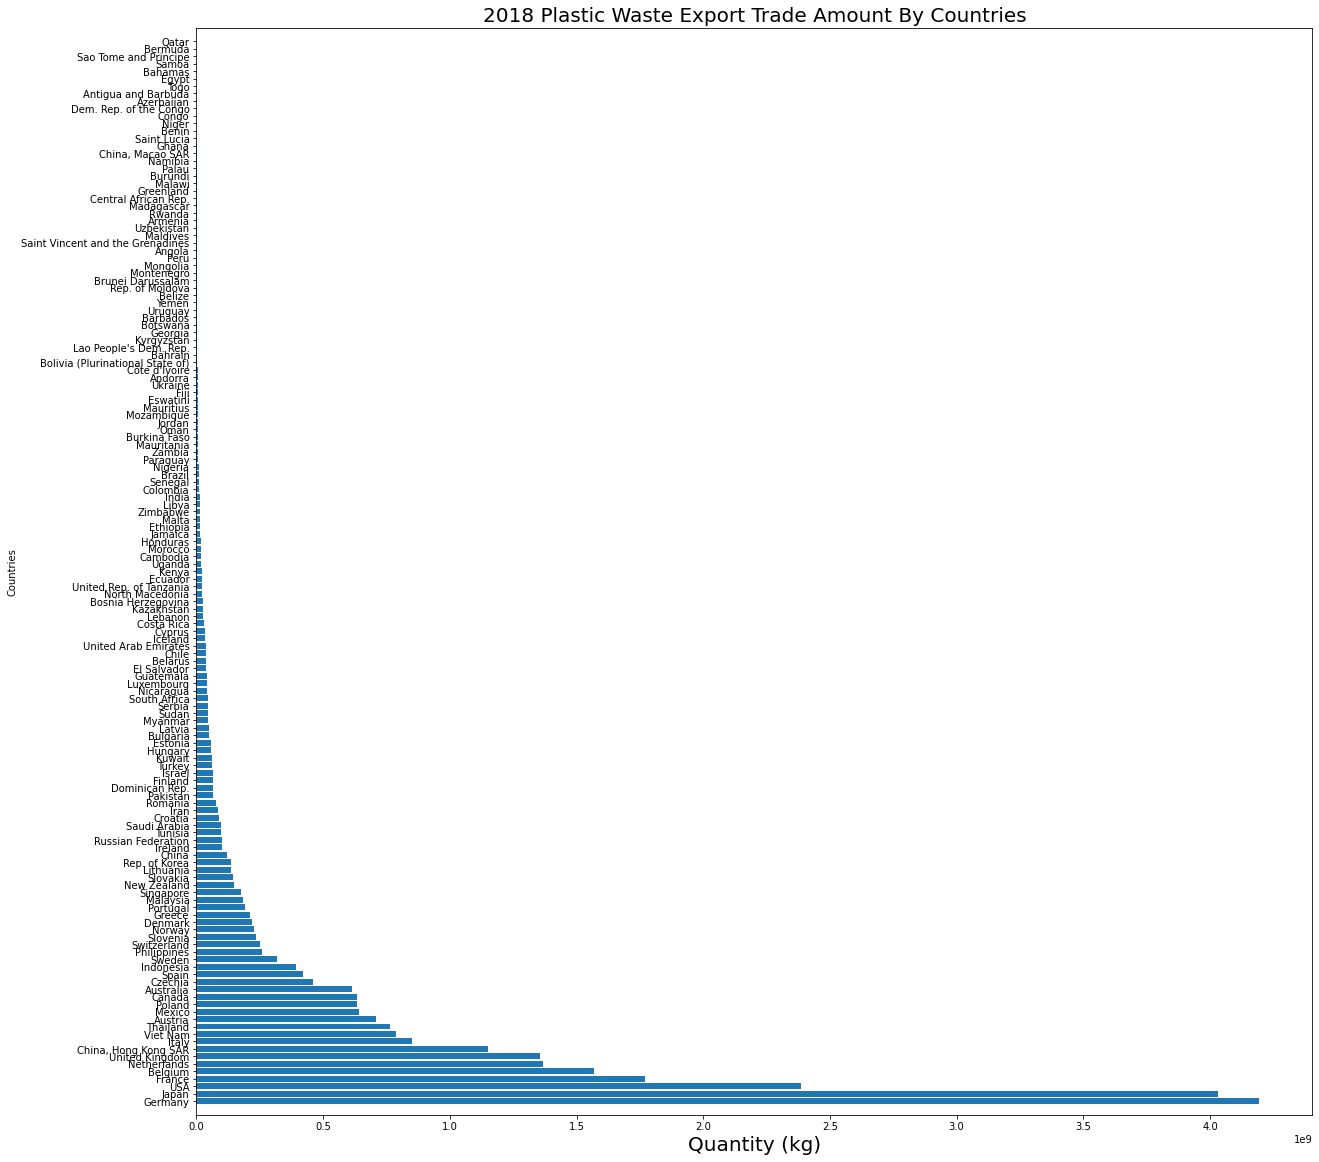 2018 Plastic Waste Export Trade Amount By Countries
Qatar
Bermuda
Sao Tome and Principe
Samoa
Bahamas
Egypt
Togo
Antigua and Barbuda
Azerbaijan
Dem. Rep. of the Congo
Congo
Niger
Benin
Saint Lucia
Ghana
China, Macao SAR
Namibia
Palau
Burundi
Malawi
Greenland
Central African Rep.
Madagascar
Rwanda
Armenia
Uzbekistan
Maldives
Saint Vincent and the Grenadines
Angola
Peru
Mongolia
Montenegro
Brunei Darussalam
Rep. of Moldova
Belize
Yemen
Uruguay
Barbados
Botswana
Georgia
Kyrgyzstan
Lao People's Dem. Rep.
Bahrain
Bolivia (Plurinational State of)
Côte d'Ivoire
Andorra
Ukraine
Fiji
Eswatini
Mauritius
Mozambique
Jordan
Oman
Burkina Faso
Mauritania
Zambia
Paraguay
Nigeria
Brazil
Senegal
Colombia
India
Libya
Zimbabwe
Malta
Ethiopia
Jamaica
Honduras
Morocco
Cambodia
Uganda
Kenya
Ecuador
United Rep. of Tanzania
North Macedonia
Bosnia Herzegovina
Kazakhstan
Lebanon
Costa Rica
Cyprus
Iceland
United Arab Emirates
Chile
Belarus
El Salvador
Guatemala
Luxembourg
Nicaragua
South Africa
Serbia
Sudan
Myanmar
Latvia
Bulgaria
Estonia
Hungary
Kuwait
Turkey
Israel
Finland
Dominican Rep.
Pakistan
Romania
Iran
Croatia
Saudi Arabia
Tunisia
Russian Federation
Ireland
China
Rep. of Korea
Lithuania
Slovakia
New Zealand
Singapore
Malaysia
Portugal
Greece
Denmark
Norway
Slovenia
Switzerland
Philippines
Sweden
Indonesia
Spain
Czechia
Australia
Canada
Poland
Mexico
Austria
Thailand
Viet Nam
Italy
China, Hong Kong SAR
United Kingdom
Netherlands
Belgium
France
USA
Japan
Germany
Countries
0.0 0.5 1.0 1.5 2.0 2.5 3.0 3.5 4.0
1e9
Quantity (kg)